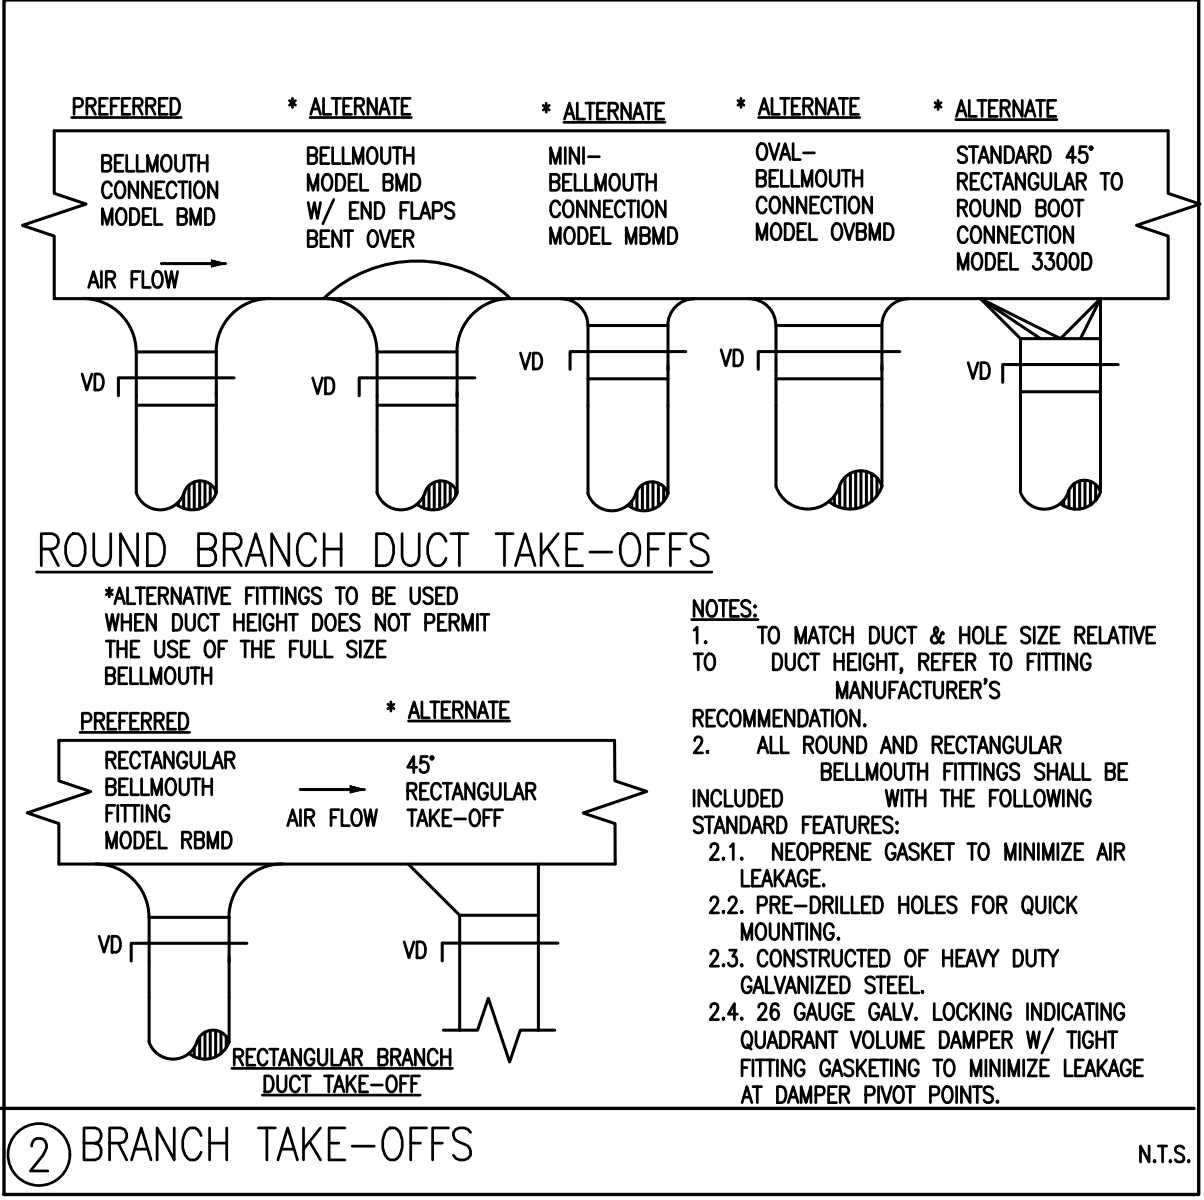 PREFERRED
BELLMOUTH
CONNECTION
MODEL BMD
AIR FLOW
VD
* ALTERNATE
BELLMOUTH
MODEL BMD
W/ END FLAPS
BENT OVER
VD
* ALTERNATE
MINI-
BELLMOUTH
CONNECTION
MODEL MBMD
VD
* ALTERNATE
OVAL-
BELLMOUTH
CONNECTION
MODEL OVBMD
VD
* ALTERNATE
STANDARD 45°
RECTANGULAR TO
ROUND BOOT
CONNECTION
MODEL 3300D
VD
ROUND BRANCH DUCT TAKE-OFFS
*ALTERNATIVE FITTINGS TO BE USED
WHEN DUCT HEIGHT DOES NOT PERMIT
THE USE OF THE FULL SIZE
BELLMOUTH
PREFERRED
RECTANGULAR
BELLMOUTH
FITTING
MODEL RBMD
AIR FLOW
VD
* ALTERNATE
45°
RECTANGULAR
TAKE-OFF
VD
RECTANGULAR BRANCH
DUCT TAKE-OFF
NOTES:
1. TO MATCH DUCT & HOLE SIZE RELATIVE
TO DUCT HEIGHT, REFER TO FITTING
MANUFACTURER'S
RECOMMENDATION.
2. ALL ROUND AND RECTANGULAR
BELLMOUTH FITTINGS SHALL BE
INCLUDED WITH THE FOLLOWING
STANDARD FEATURES:
2.1. NEOPRENE GASKET TO MINIMIZE AIR
LEAKAGE.
2.2. PRE-DRILLED HOLES FOR QUICK
MOUNTING.
2.3. CONSTRUCTED OF HEAVY DUTY
GALVANIZED STEEL.
2.4. 26 GAUGE GALV. LOCKING INDICATING
QUADRANT VOLUME DAMPER W/ TIGHT
FITTING GASKETING TO MINIMIZE LEAKAGE
AT DAMPER PIVOT POINTS.
2 BRANCH TAKE-OFFS
N.T.S.